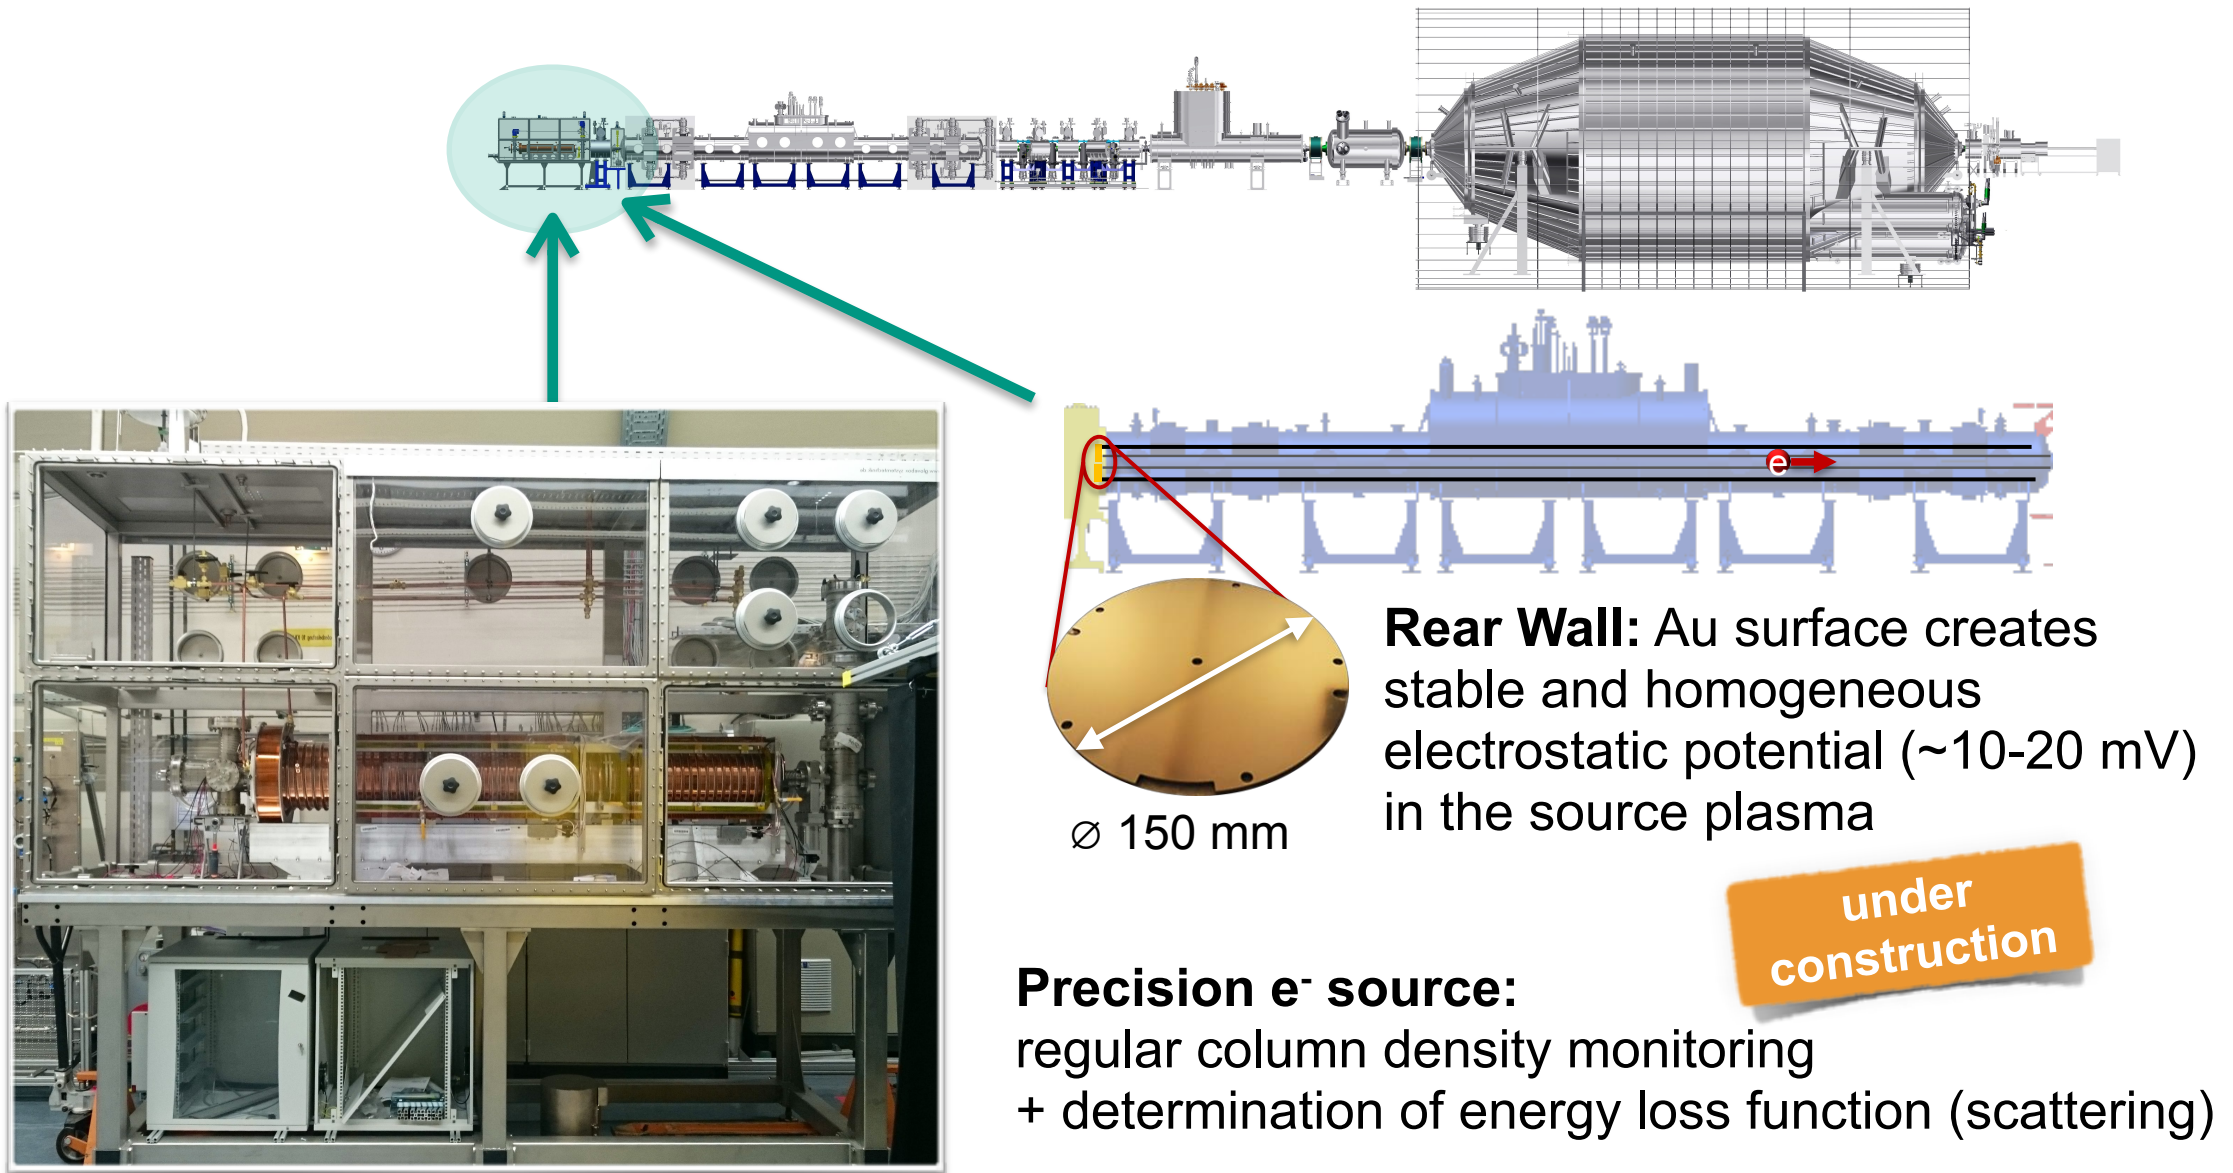 e
Rear Wall: Au surface creates
stable and homogeneous
electrostatic potential (~10-20 mV)
in the source plasma
⌀ 150 mm
under
construction
Precision e⁻ source:
regular column density monitoring
+ determination of energy loss function (scattering)